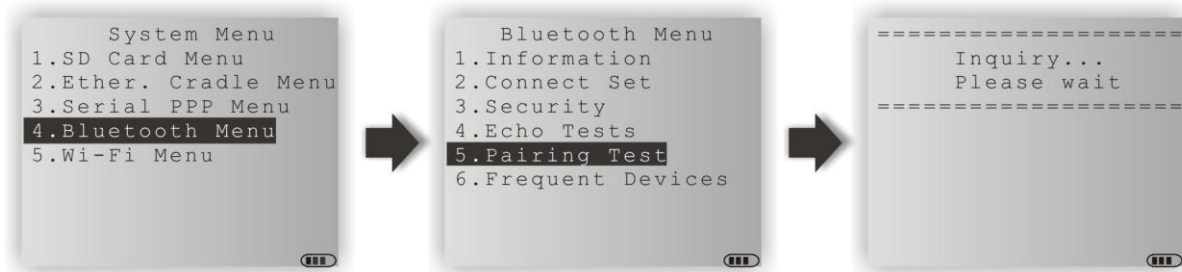 System Menu
1.SD Card Menu
2.Ether. Cradle Menu
3.Serial PPP Menu
4.Bluetooth Menu
5.Wi-Fi Menu
Bluetooth Menu
1.Information
2.Connect Set
3.Security
4.Echo Tests
5.Pairing Test
6.Frequent Devices
====================
Inquiry...
Please wait
====================